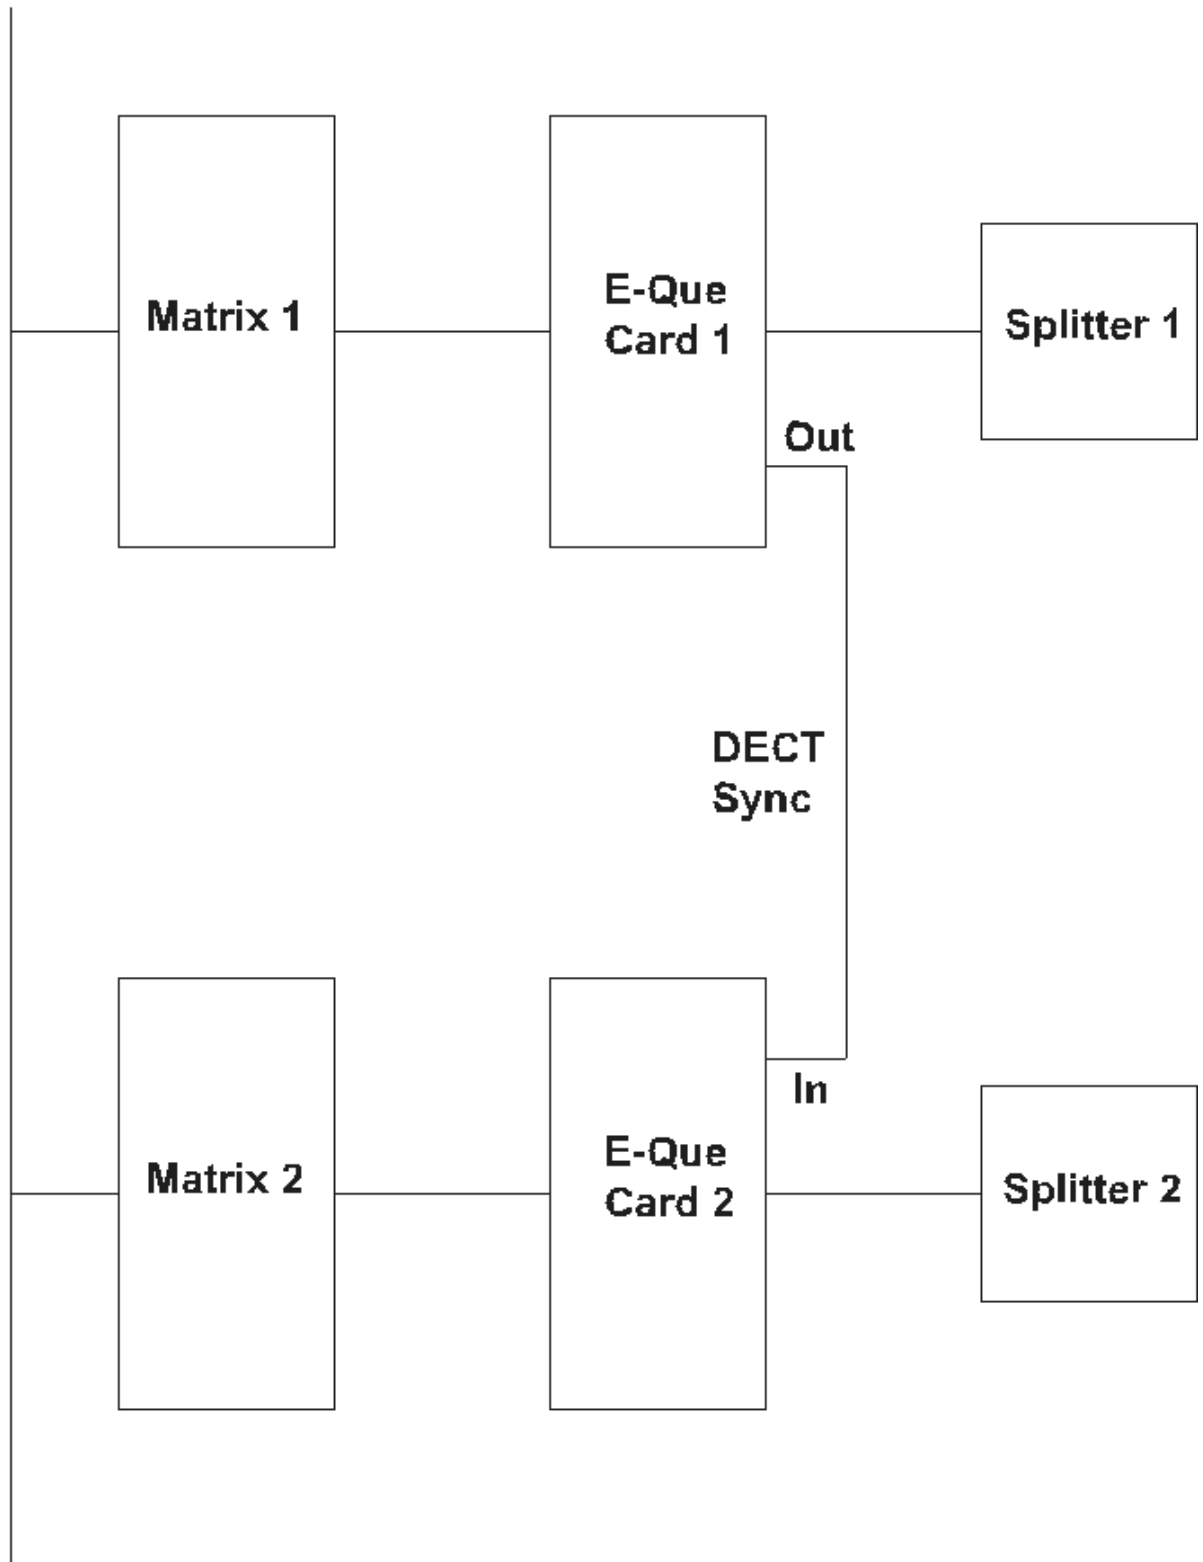 Matrix 1
E-Que
Card 1
Splitter 1
Out
DECT
Sync
In
Matrix 2
E-Que
Card 2
Splitter 2